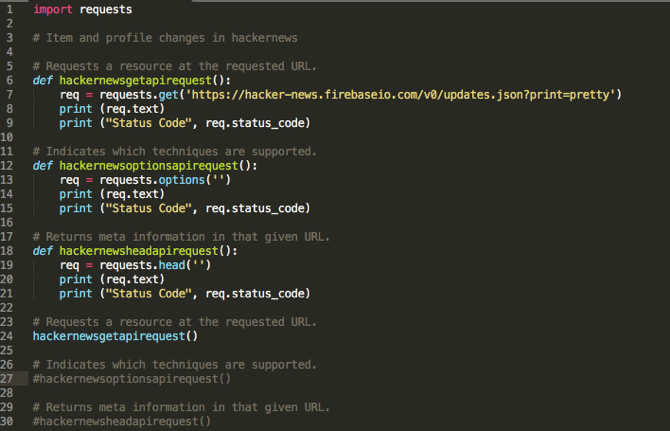 1 import requests
2
3 # Item and profile changes in hackernews
4
5 # Requests a resource at the requested URL.
6 def hackernewsgetapirequest():
7     req = requests.get('https://hacker-news.firebaseio.com/v0/updates.json?print=pretty')
8     print (req.text)
9     print ("Status Code", req.status_code)
10
11 # Indicates which techniques are supported.
12 def hackernewsoptionsapirequest():
13     req = requests.options('')
14     print (req.text)
15     print ("Status Code", req.status_code)
16
17 # Returns meta information in that given URL.
18 def hackernewsheadapirequest():
19     req = requests.head('')
20     print (req.text)
21     print ("Status Code", req.status_code)
22
23 # Requests a resource at the requested URL.
24 hackernewsgetapirequest()
25
26 # Indicates which techniques are supported.
27 #hackernewsoptionsapirequest()
28
29 # Returns meta information in that given URL.
30 #hackernewsheadapirequest()